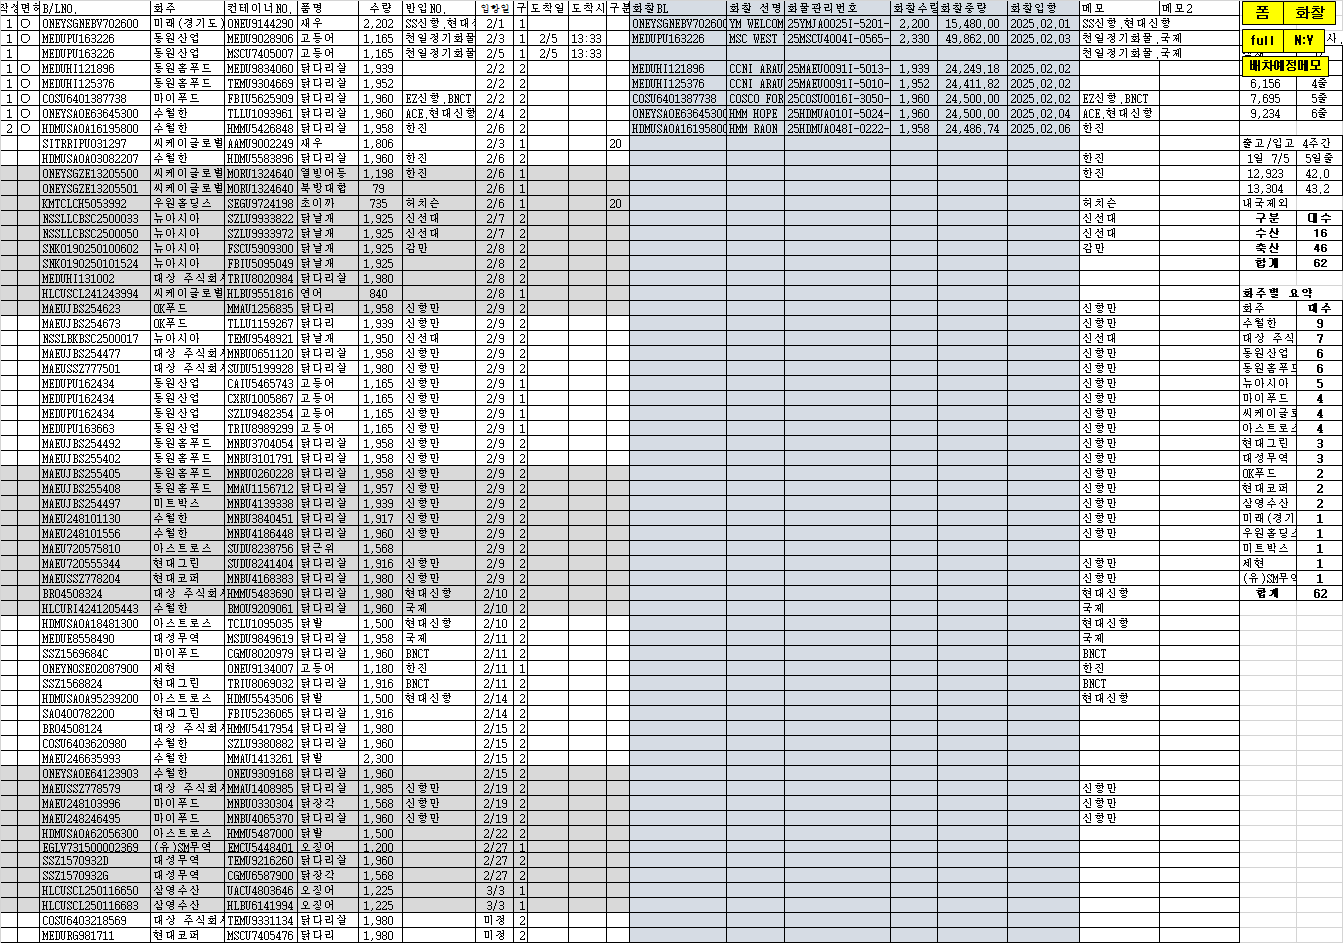 작성 면허 B/LNO. 화주 컨테이너NO. 품명 수량 반입NO. 입항일 구 도착일 도착시 구분 화찰BL 화찰 선명 화물관리번호 화찰수량 화찰중량 화찰입항 메모 메모2 폼 화찰
1 ○ ONEYSGNEBV702600 미래(경기도) ONEU9144290 새우 2,202 SS신항,현대신 2/1 1 ONEYSGNEBV702600 YM WELCOM 25YMJA0025I-5201- 2,200 15,480.00 2025.02.01 SS신항,현대신항
1 ○ MEDUPU163226 동원산업 MEDU9028906 고등어 1,165 천일정기화물 2/3 1 2/5 13:33 MEDUPU163226 MSC WEST 25MSCU4004I-0565- 2,330 49,862.00 2025.02.03 천일정기화물,국제 full N:Y 사,
MEDUPU163226 동원산업 MSCU7405007 고등어 1,165 천일정기화물 2/3 1 2/5 13:33 천일정기화물,국제
1 ○ MEDUHI121896 동원홈푸드 MEDU9834060 닭다리살 1,939 2/2 2 MEDUHI121896 CCNI ARAU 25MAEU0091I-5013- 1,939 24,249.18 2025.02.02 배차예정메모
1 ○ MEDUHI125376 동원홈푸드 TEMU9304669 닭다리살 1,952 2/2 2 MEDUHI125376 CCNI ARAU 25MAEU0091I-5010- 1,952 24,411.82 2025.02.02 6,156 4줄
1 ○ COSU6401387738 마이푸드 FBIU5625909 닭다리살 1,960 EZ신항,BNCT 2/2 2 COSU6401387738 COSCO FOR 25COSU0016I-3050- 1,960 24,500.00 2025.02.02 EZ신항,BNCT 7,695 5줄
1 ○ ONEYSAOE63645300 수월한 TLLU1093961 닭다리살 1,960 ACE,현대신항 2/4 2 ONEYSAOE63645300 HMM HOPE 25HDMUA010I-5024- 1,960 24,500.00 2025.02.04 ACE,현대신항 9,234 6줄
2 ○ HDMUSAOA16195800 수월한 HMMU5426848 닭다리살 1,958 한진 2/6 2 HDMUSAOA16195800 HMM RAON 25HDMUA048I-0222- 1,958 24,486.74 2025.02.06 한진
SITRRIPU031297 씨케이글로벌 AAMU9002249 새우 1,806 2/3 1 20 출고/입고 4주간
HDMUSAOA03082207 수월한 HDMU5583896 닭다리살 1,960 한진 2/6 2 한진 1일 7/5 5일줄
ONEYSGZE13205500 씨케이글로벌 MORU1324640 열빙어등 1,198 한진 2/6 1 한진 12,923 42.0
ONEYSGZE13205501 씨케이글로벌 MORU1324640 북방대합 79 2/6 1 13,304 43.2
KMTCLCH5053992 우원홀딩스 SEGU9724198 초이까 735 허치슨 2/6 1 20 허치슨 내국제외
NSSLLCBSC2500033 뉴아시아 SZLU9933822 닭날개 1,925 신선대 2/7 2 신선대 구분 대수
NSSLLCBSC2500050 뉴아시아 SZLU9933972 닭날개 1,925 신선대 2/7 2 신선대 수산 16
SNKO190250100602 뉴아시아 FSCU5909300 닭날개 1,925 감만 2/8 2 감만 축산 46
SNKO190250101524 뉴아시아 FBIU5095049 닭날개 1,925 2/8 2 합계 62
MEDUHI131002 대상 주식회사 TRIU8020984 닭다리살 1,980 2/8 2
HLCUSCL241243994 씨케이글로벌 HLBU9551816 연어 840 2/8 1 화주별 요약
MAEUJBS254623 OK푸드 MMAU1256835 닭다리 1,958 신항만 2/9 2 신항만 화주 대수
MAEUJBS254673 OK푸드 TLLU1159267 닭다리 1,939 신항만 2/9 2 신항만 수월한 9
NSSLBKBSC2500017 뉴아시아 TEMU9548921 닭날개 1,950 신선대 2/9 2 신선대 대상 주식 7
MAEUJBS254477 대상 주식회사 MNBU0651120 닭다리살 1,958 신항만 2/9 2 신항만 동원산업 6
MAEUSSZ777501 대상 주식회사 SUDU5199928 닭다리살 1,980 신항만 2/9 2 신항만 동원홈푸드 6
MEDUPU162434 동원산업 CAIU5465743 고등어 1,165 신항만 2/9 1 신항만 뉴아시아 5
MEDUPU162434 동원산업 CXRU1005867 고등어 1,165 신항만 2/9 1 신항만 마이푸드 4
MEDUPU162434 동원산업 SZLU9482354 고등어 1,165 신항만 2/9 1 신항만 씨케이글로 4
MEDUPU163663 동원산업 TRIU8989299 고등어 1,165 신항만 2/9 1 신항만 아스트로스 4
MAEUJBS254492 동원홈푸드 MNBU3704054 닭다리살 1,958 신항만 2/9 2 신항만 현대그린 3
MAEUJBS255402 동원홈푸드 MNBU3101791 닭다리살 1,958 신항만 2/9 2 신항만 대성무역 3
MAEUJBS255405 동원홈푸드 MNBU0260228 닭다리살 1,958 신항만 2/9 2 신항만 OK푸드 2
MAEUJBS255408 동원홈푸드 MMAU1156712 닭다리살 1,957 신항만 2/9 2 신항만 현대코퍼 2
MAEUJBS254497 미트박스 MNBU4139338 닭다리살 1,939 신항만 2/9 2 신항만 삼영수산 2
MAEU248101130 수월한 MNBU3840451 닭다리살 1,917 신항만 2/9 2 신항만 미래(경기 1
MAEU248101556 수월한 MNBU4186448 닭다리살 1,960 신항만 2/9 2 신항만 우원홀딩스 1
MAEU720575810 아스트로스 SUDU8238756 닭근위 1,568 2/9 2 미트박스 1
MAEU720555344 현대그린 SUDU8241404 닭다리살 1,916 신항만 2/9 2 신항만 세현 1
MAEUSSZ778204 현대코퍼 MNBU4168383 닭다리살 1,980 신항만 2/9 2 신항만 (유)SM무역 1
BRO4508324 대상 주식회사 HMMU5483690 닭다리살 1,980 현대신항 2/10 2 현대신항 합계 62
HLCURI4241205443 수월한 BMOU9209061 닭다리살 1,960 국제 2/10 2 국제
HDMUSAOA18481300 아스트로스 TCLU1095035 닭발 1,500 현대신항 2/10 2 현대신항
MEDUE8558490 대성무역 MSDU9849619 닭다리살 1,958 국제 2/11 2 국제
SSZ1569684C 마이푸드 CGMU8020979 닭다리살 1,960 BNCT 2/11 2 BNCT
ONEYNOSE02087900 세현 ONEU9134007 고등어 1,180 한진 2/11 1 한진
SSZ1568824 현대그린 TRIU8069032 닭다리살 1,916 BNCT 2/11 2 BNCT
HDMUSAOA95239200 아스트로스 HDMU5543506 닭발 1,500 현대신항 2/14 2 현대신항
SA0400782200 현대그린 FBIU5236065 닭다리살 1,916 2/14 2
BRO4508124 대상 주식회사 HMMU5417954 닭다리살 1,980 2/15 2
COSU6403620980 수월한 SZLU9380882 닭다리살 1,960 2/15 2
MAEU246635993 수월한 MMAU1413261 닭발 2,300 2/15 2
ONEYSAOE64123903 수월한 ONEU9309168 닭다리살 1,960 2/15 2
MAEUSSZ778579 대상 주식회사 MMAU1408985 닭다리살 1,985 신항만 2/19 2 신항만
MAEU248103996 마이푸드 MNBU0330304 닭장각 1,568 신항만 2/19 2 신항만
MAEU248246495 마이푸드 MNBU4065370 닭다리살 1,960 신항만 2/19 2 신항만
HDMUSAOA62056300 아스트로스 HMMU5487000 닭발 1,500 2/22 2
EGLV731500002369 (유)SM무역 EMCU5448401 오징어 1,200 2/27 1
SSZ1570932D 대성무역 TEMU9216260 닭다리살 1,960 2/27 2
SSZ1570932G 대성무역 CGMU6587900 닭장각 1,568 2/27 2
HLCUSCL250116650 삼영수산 UACU4803646 오징어 1,225 3/3 1
HLCUSCL250116683 삼영수산 HLBU6141994 오징어 1,225 3/3 1
COSU6403218569 대상 주식회사 TEMU9331134 닭다리살 1,980 미정 2
MEDURG981711 현대코퍼 MSCU7405476 닭다리 1,980 미정 2